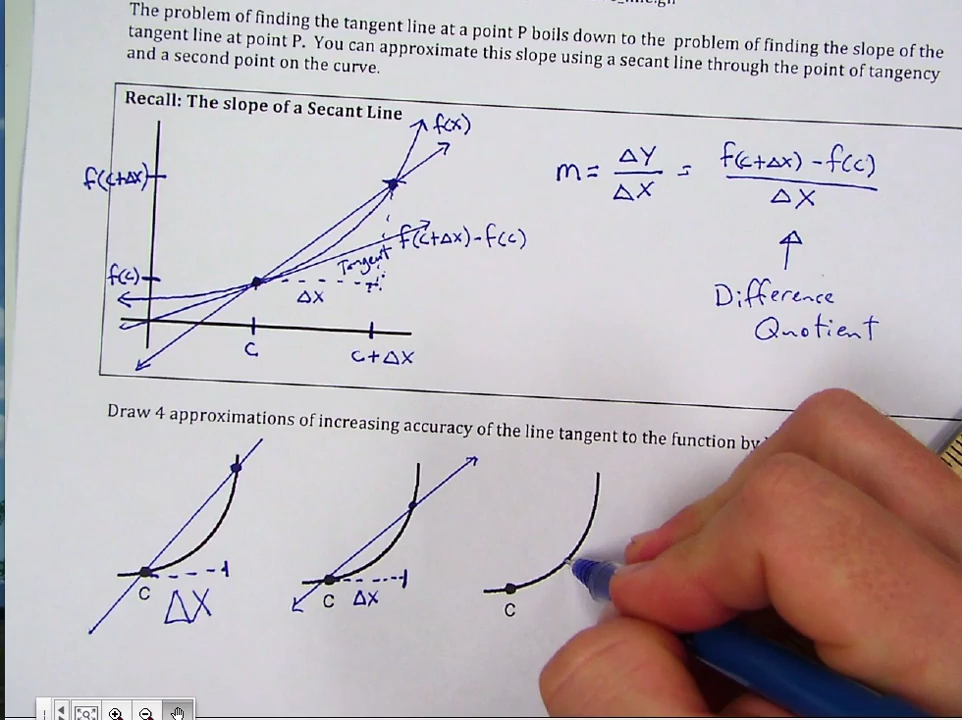 The problem of finding the tangent line at a point P boils down to the problem of finding the slope of the
tangent line at point P. You can approximate this slope using a secant line through the point of tangency
and a second point on the curve.
Recall: The slope of a Secant Line
f(x)
f(c+Δx)
m = ΔY / ΔX = f(c+Δx) - f(c) / ΔX
f(c+Δx)-f(c)
Tangent
f(c)
ΔX
Difference
Quotient
C
C+ΔX
Draw 4 approximations of increasing accuracy of the line tangent to the function by
C ΔX
C ΔX
C